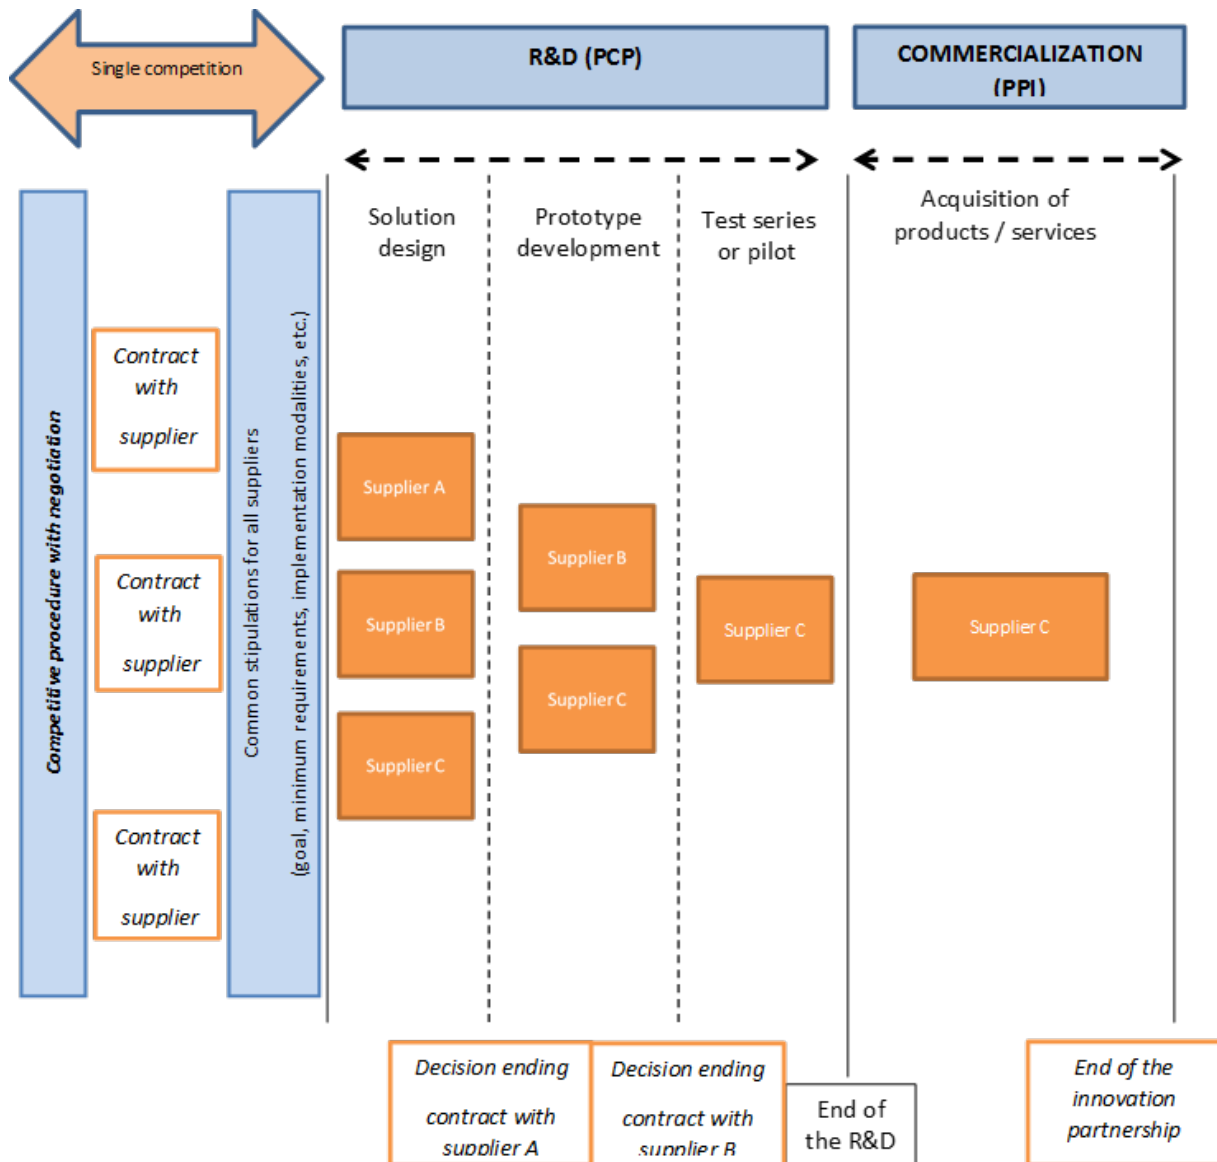 Single competition
R&D (PCP)
COMMERCIALIZATION
(PPI)
Solution
design
Prototype
development
Test series
or pilot
Acquisition of
products / services
Competitive procedure with negotiation
Contract
with
supplier
Contract
with
supplier
Contract
with
supplier
Common stipulations for all suppliers
(goal, minimum requirements, implementation modalities, etc.)
Supplier A
Supplier B
Supplier C
Supplier B
Supplier C
Supplier C
Supplier C
Decision ending
contract with
supplier A
Decision ending
contract with
supplier B
End of
the R&D
End of the
innovation
partnership